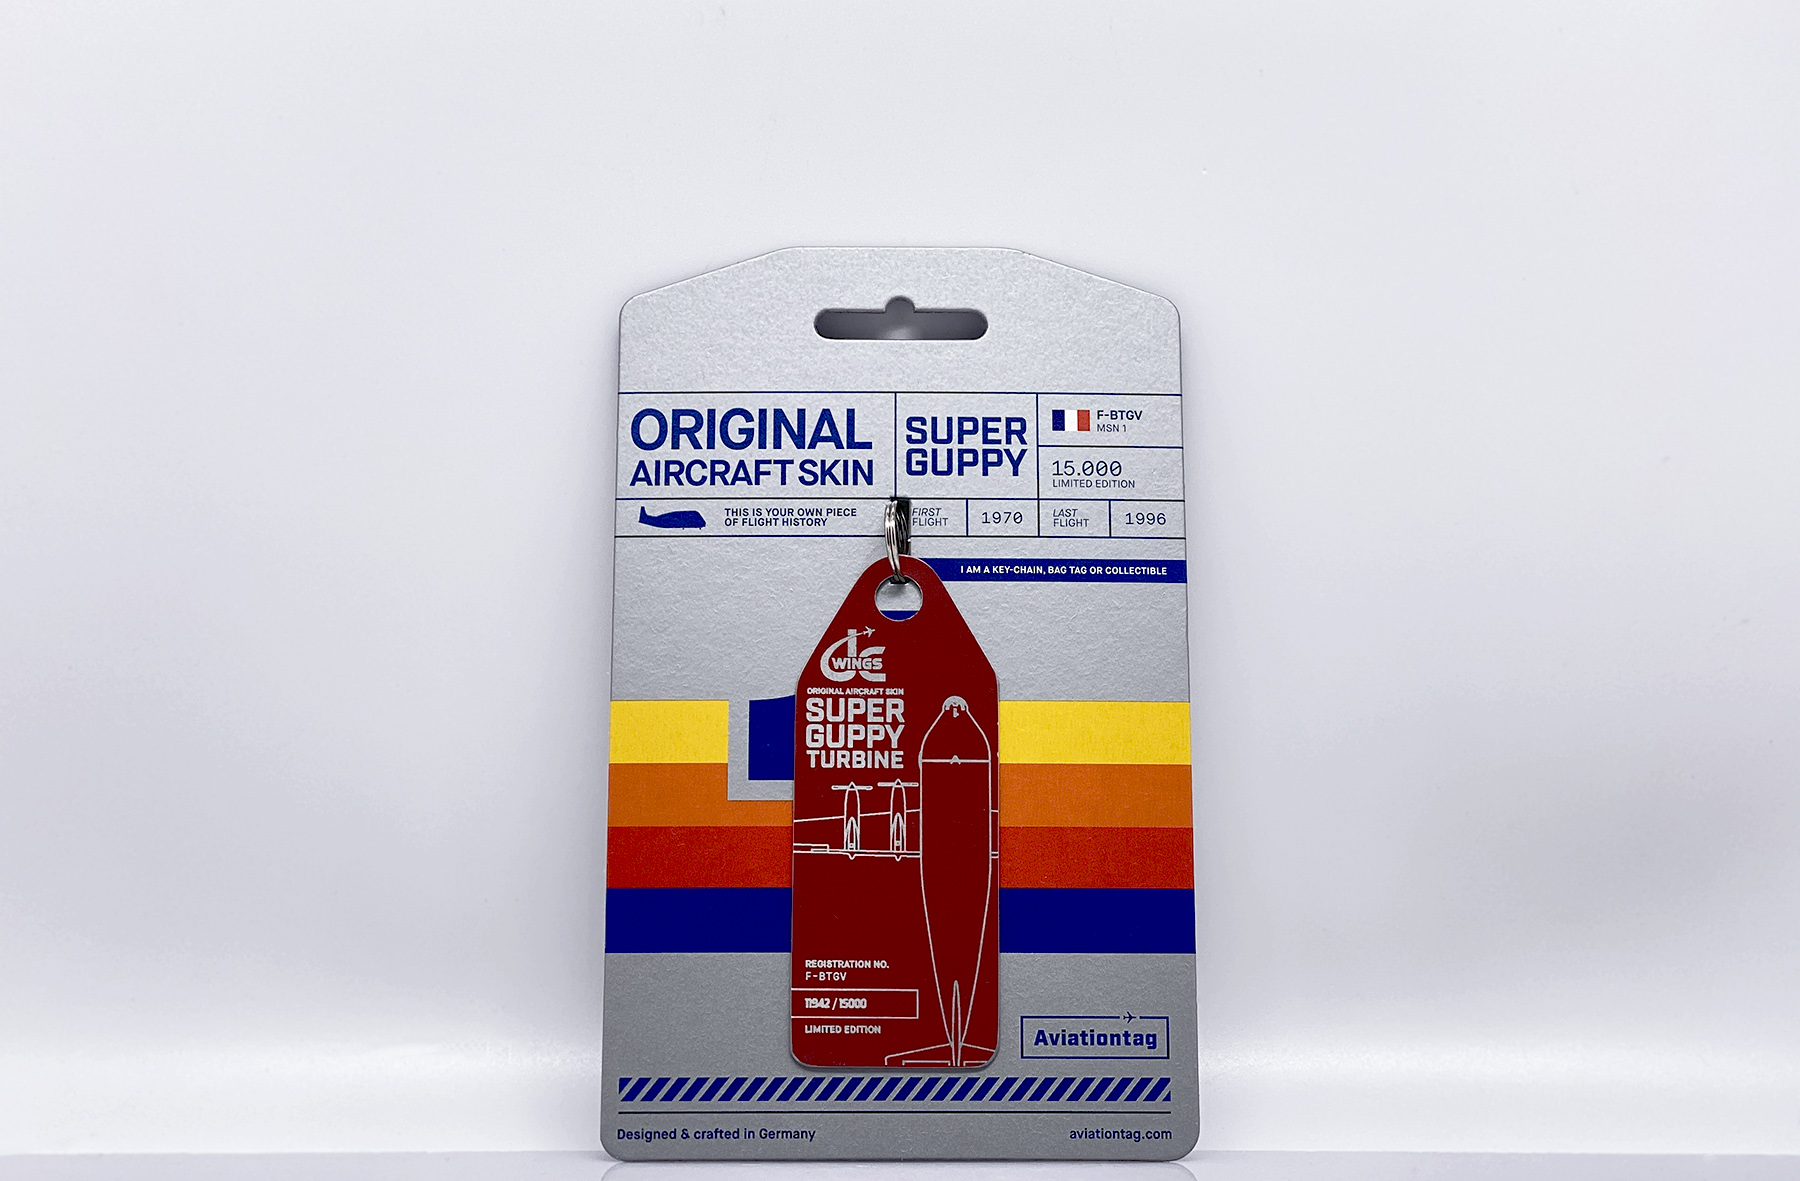 ORIGINAL
AIRCRAFT SKIN
SUPER
GUPPY
F-BTGV
MSN 1
15.000
LIMITED EDITION
THIS IS YOUR OWN PIECE
OF FLIGHT HISTORY
FIRST
FLIGHT
1970
LAST
FLIGHT
1996
I AM A KEY-CHAIN, BAG TAG OR COLLECTIBLE
JC
WINGS
ORIGINAL AIRCRAFT SKIN
SUPER
GUPPY
TURBINE
REGISTRATION NO.
F-BTGV
11942 / 15000
LIMITED EDITION
Aviationtag
Designed & crafted in Germany
aviationtag.com